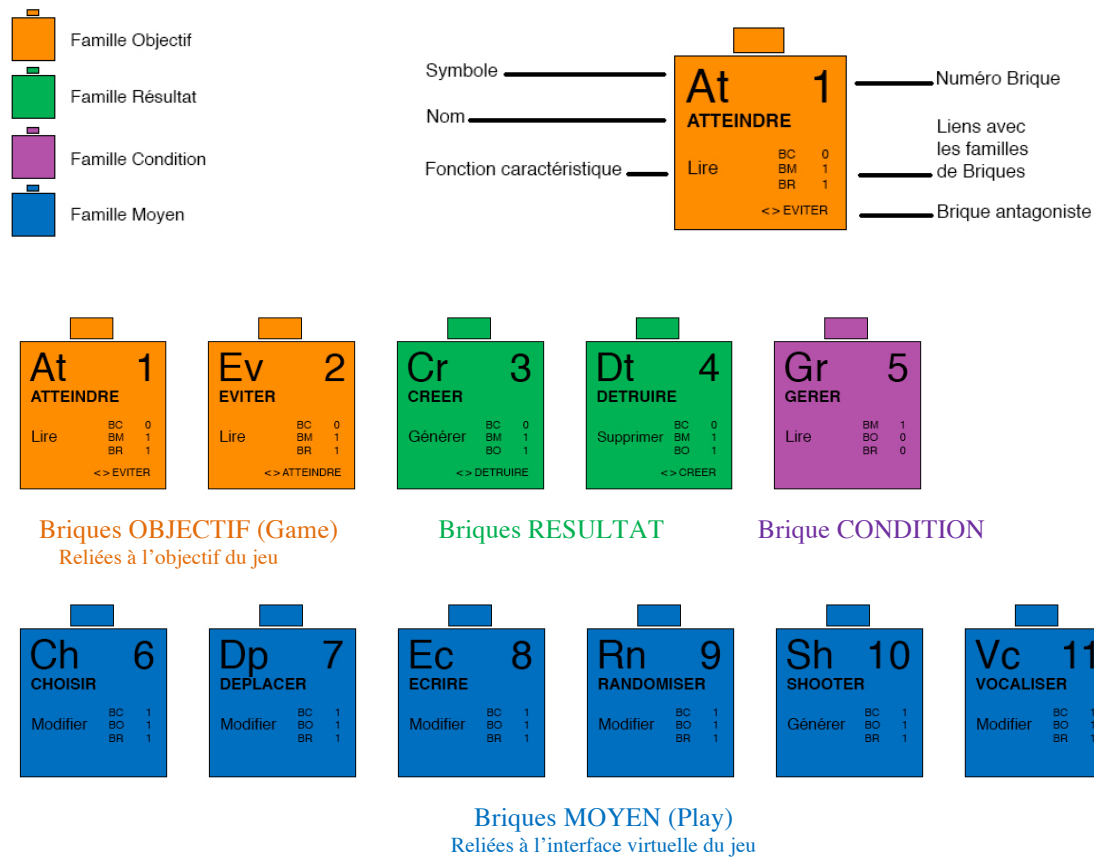 Famille Objectif
Famille Résultat
Famille Condition
Famille Moyen
Symbole
Nom
Fonction caractéristique
At 1
ATTEINDRE
Lire
BC 0
BM 1
BR 1
< > EVITER
Numéro Brique
Liens avec
les familles
de Briques
Brique antagoniste
At 1
ATTEINDRE
Lire
BC 0
BM 1
BR 1
< > EVITER
Ev 2
EVITER
Lire
BC 0
BM 1
BR 1
< > ATTEINDRE
Cr 3
CREER
Générer
BC 0
BM 1
BO 1
< > DETRUIRE
Dt 4
DETRUIRE
Supprimer
BC 0
BM 1
BO 1
< > CREER
Gr 5
GERER
Lire
BM 1
BO 0
BR 0
Briques OBJECTIF (Game)
Reliées à l'objectif du jeu
Briques RESULTAT
Brique CONDITION
Ch 6
CHOISIR
Modifier
BC 1
BO 1
BR 1
Dp 7
DEPLACER
Modifier
BC 1
BO 1
BR 1
Ec 8
ECRIRE
Modifier
BC 1
BO 1
BR 1
Rn 9
RANDOMISER
Modifier
BC 1
BO 1
BR 1
Sh 10
SHOOTER
Générer
BC 1
BO 1
BR 1
Vc 11
VOCALISER
Modifier
BC 1
BO 1
BR 1
Briques MOYEN (Play)
Reliées à l'interface virtuelle du jeu